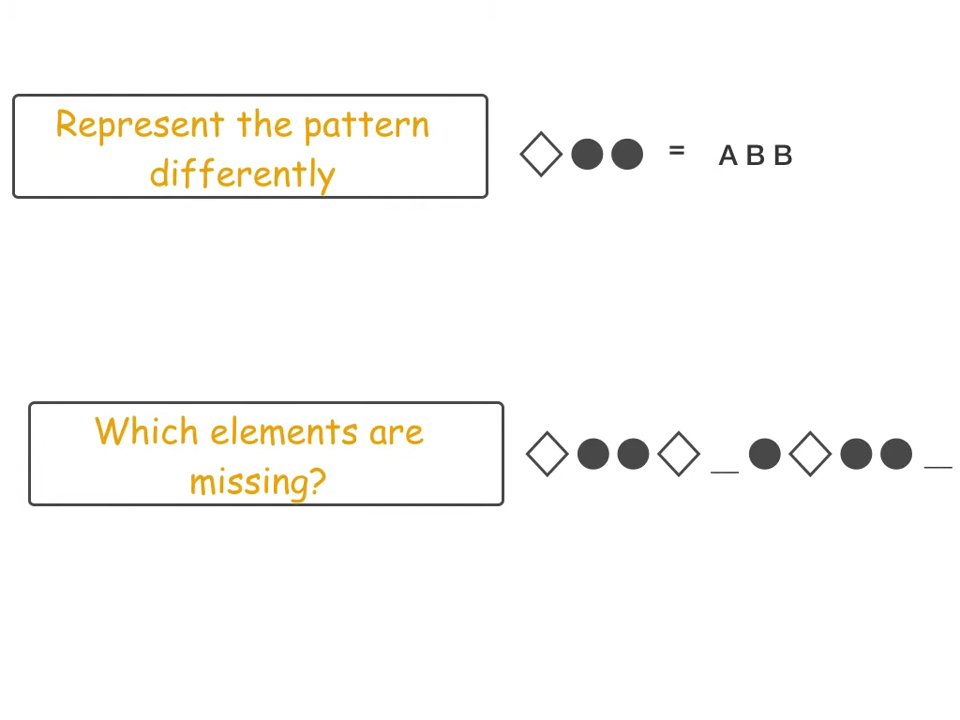 Represent the pattern
differently
= A B B
Which elements are
missing?
_ _